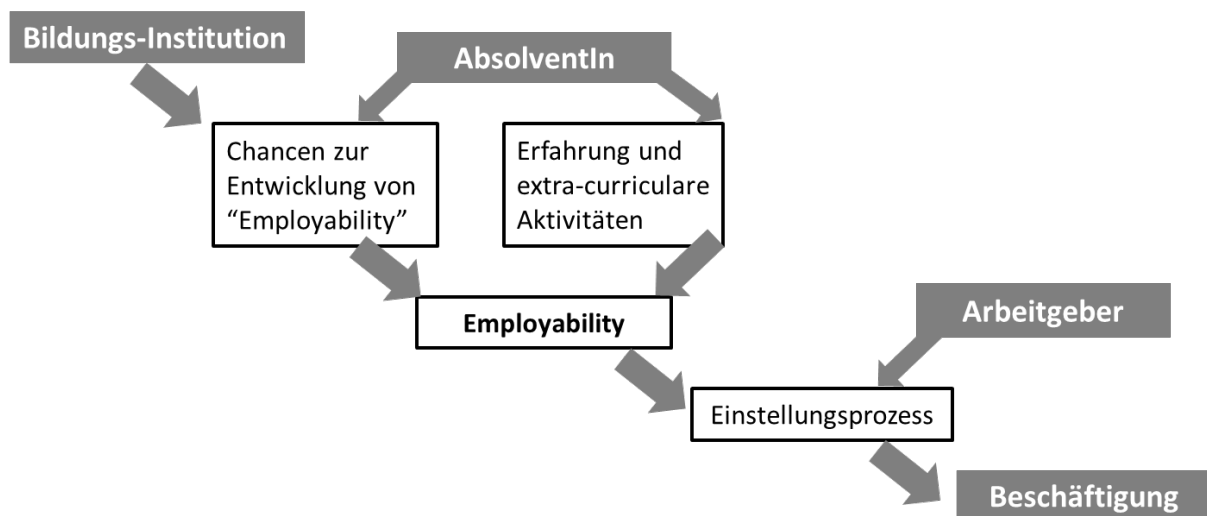 Bildungs-Institution
AbsolventIn
Chancen zur
Entwicklung von
“Employability”
Erfahrung und
extra-curriculare
Aktivitäten
Employability
Arbeitgeber
Einstellungsprozess
Beschäftigung